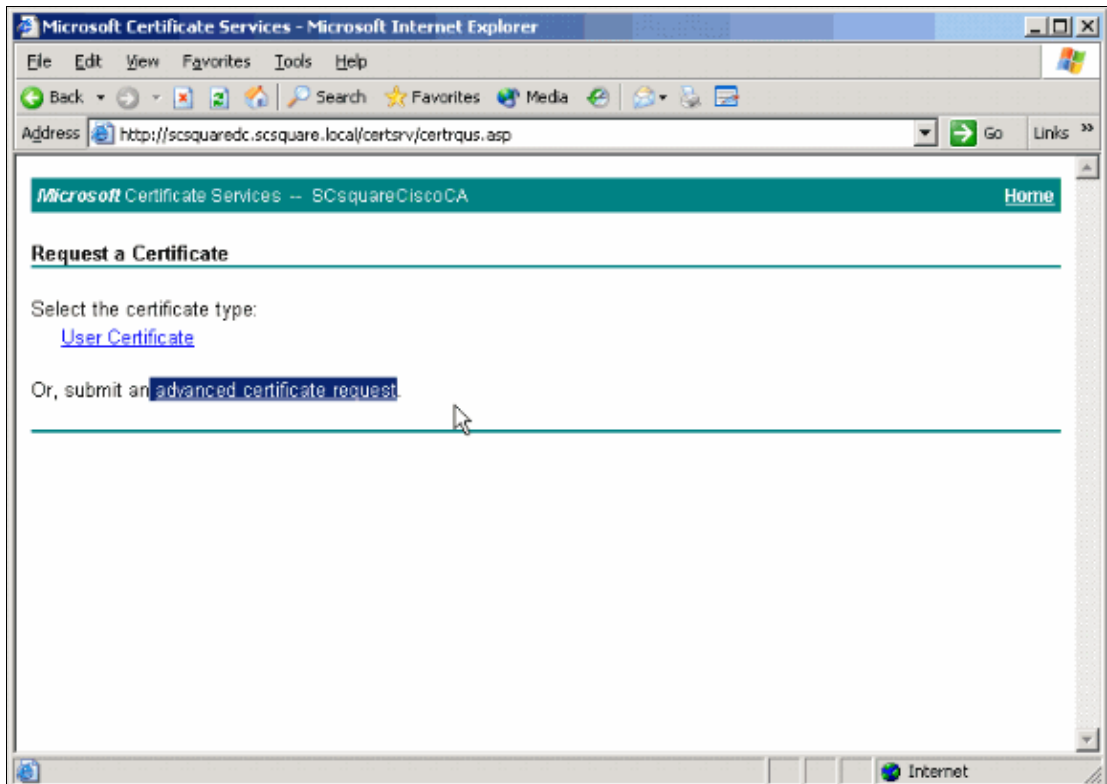 Microsoft Certificate Services - Microsoft Internet Explorer
File Edit View Favorites Tools Help
Back Search Favorites Media
Address http://scsquaredc.scsquare.local/certsrv/certrqus.asp Go Links »
Microsoft Certificate Services -- SCsquareCiscoCA Home
Request a Certificate
Select the certificate type:
User Certificate
Or, submit an advanced certificate request.
Internet